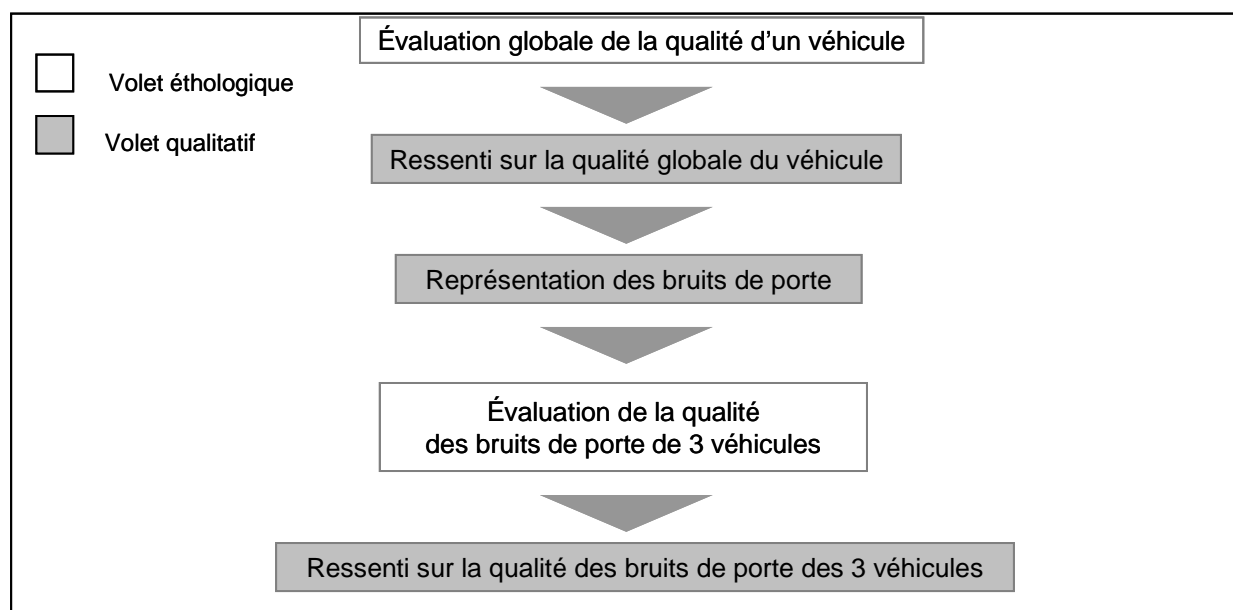 Évaluation globale de la qualité d’un véhicule
Volet éthologique
Volet qualitatif
Ressenti sur la qualité globale du véhicule
Représentation des bruits de porte
Évaluation de la qualité
des bruits de porte de 3 véhicules
Ressenti sur la qualité des bruits de porte des 3 véhicules